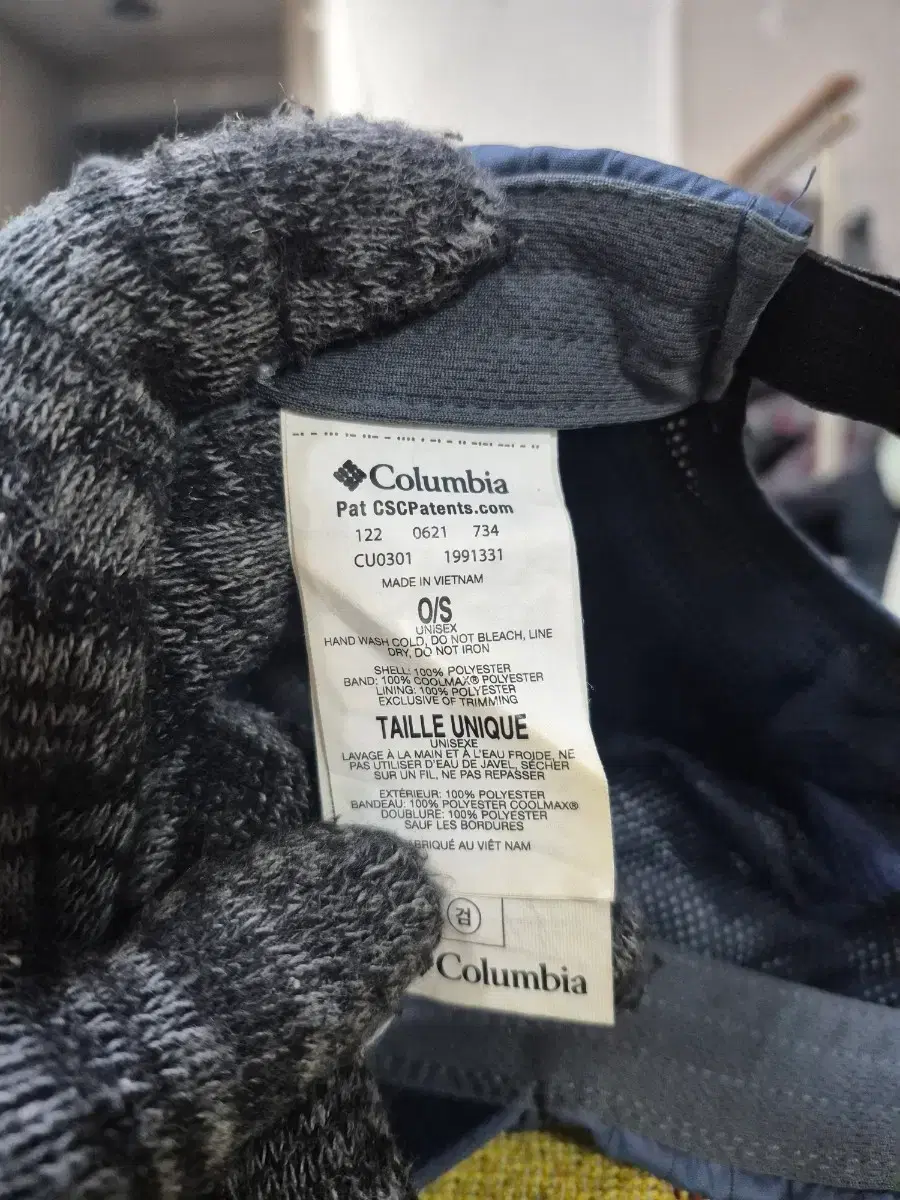 Columbia
Pat CSCPatents.com
122 0621 734
CU0301 1991331
MADE IN VIETNAM
O/S
UNISEX
HAND WASH COLD, DO NOT BLEACH, LINE
DRY, DO NOT IRON
SHELL: 100% POLYESTER
BAND: 100% COOLMAX® POLYESTER
LINING: 100% POLYESTER
EXCLUSIVE OF TRIMMING
TAILLE UNIQUE
UNISEXE
LAVAGE À LA MAIN ET À L'EAU FROIDE, NE
PAS UTILISER D'EAU DE JAVEL, SÉCHER
SUR UN FIL, NE PAS REPASSER
EXTÉRIEUR: 100% POLYESTER
BANDEAU: 100% POLYESTER COOLMAX®
DOUBLURE: 100% POLYESTER
SAUF LES BORDURES
BRIQUÉ AU VIÊT NAM
검
Columbia